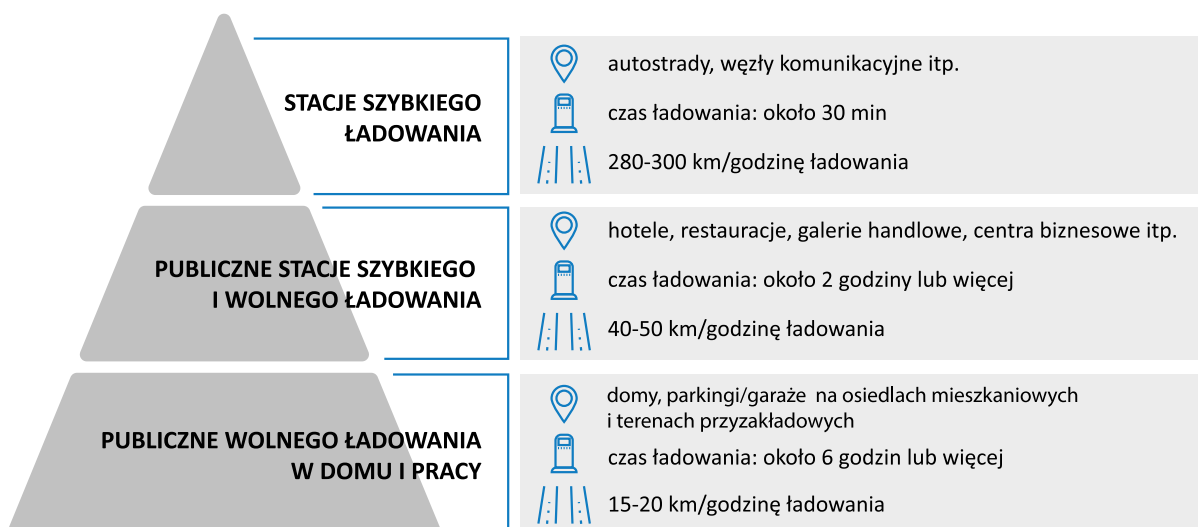 STACJE SZYBKIEGO
ŁADOWANIA
autostrady, węzły komunikacyjne itp.
czas ładowania: około 30 min
280-300 km/godzinę ładowania
PUBLICZNE STACJE SZYBKIEGO
I WOLNEGO ŁADOWANIA
hotele, restauracje, galerie handlowe, centra biznesowe itp.
czas ładowania: około 2 godziny lub więcej
40-50 km/godzinę ładowania
PUBLICZNE WOLNEGO ŁADOWANIA
W DOMU I PRACY
domy, parkingi/garaże na osiedlach mieszkaniowych
i terenach przyzakładowych
czas ładowania: około 6 godzin lub więcej
15-20 km/godzinę ładowania